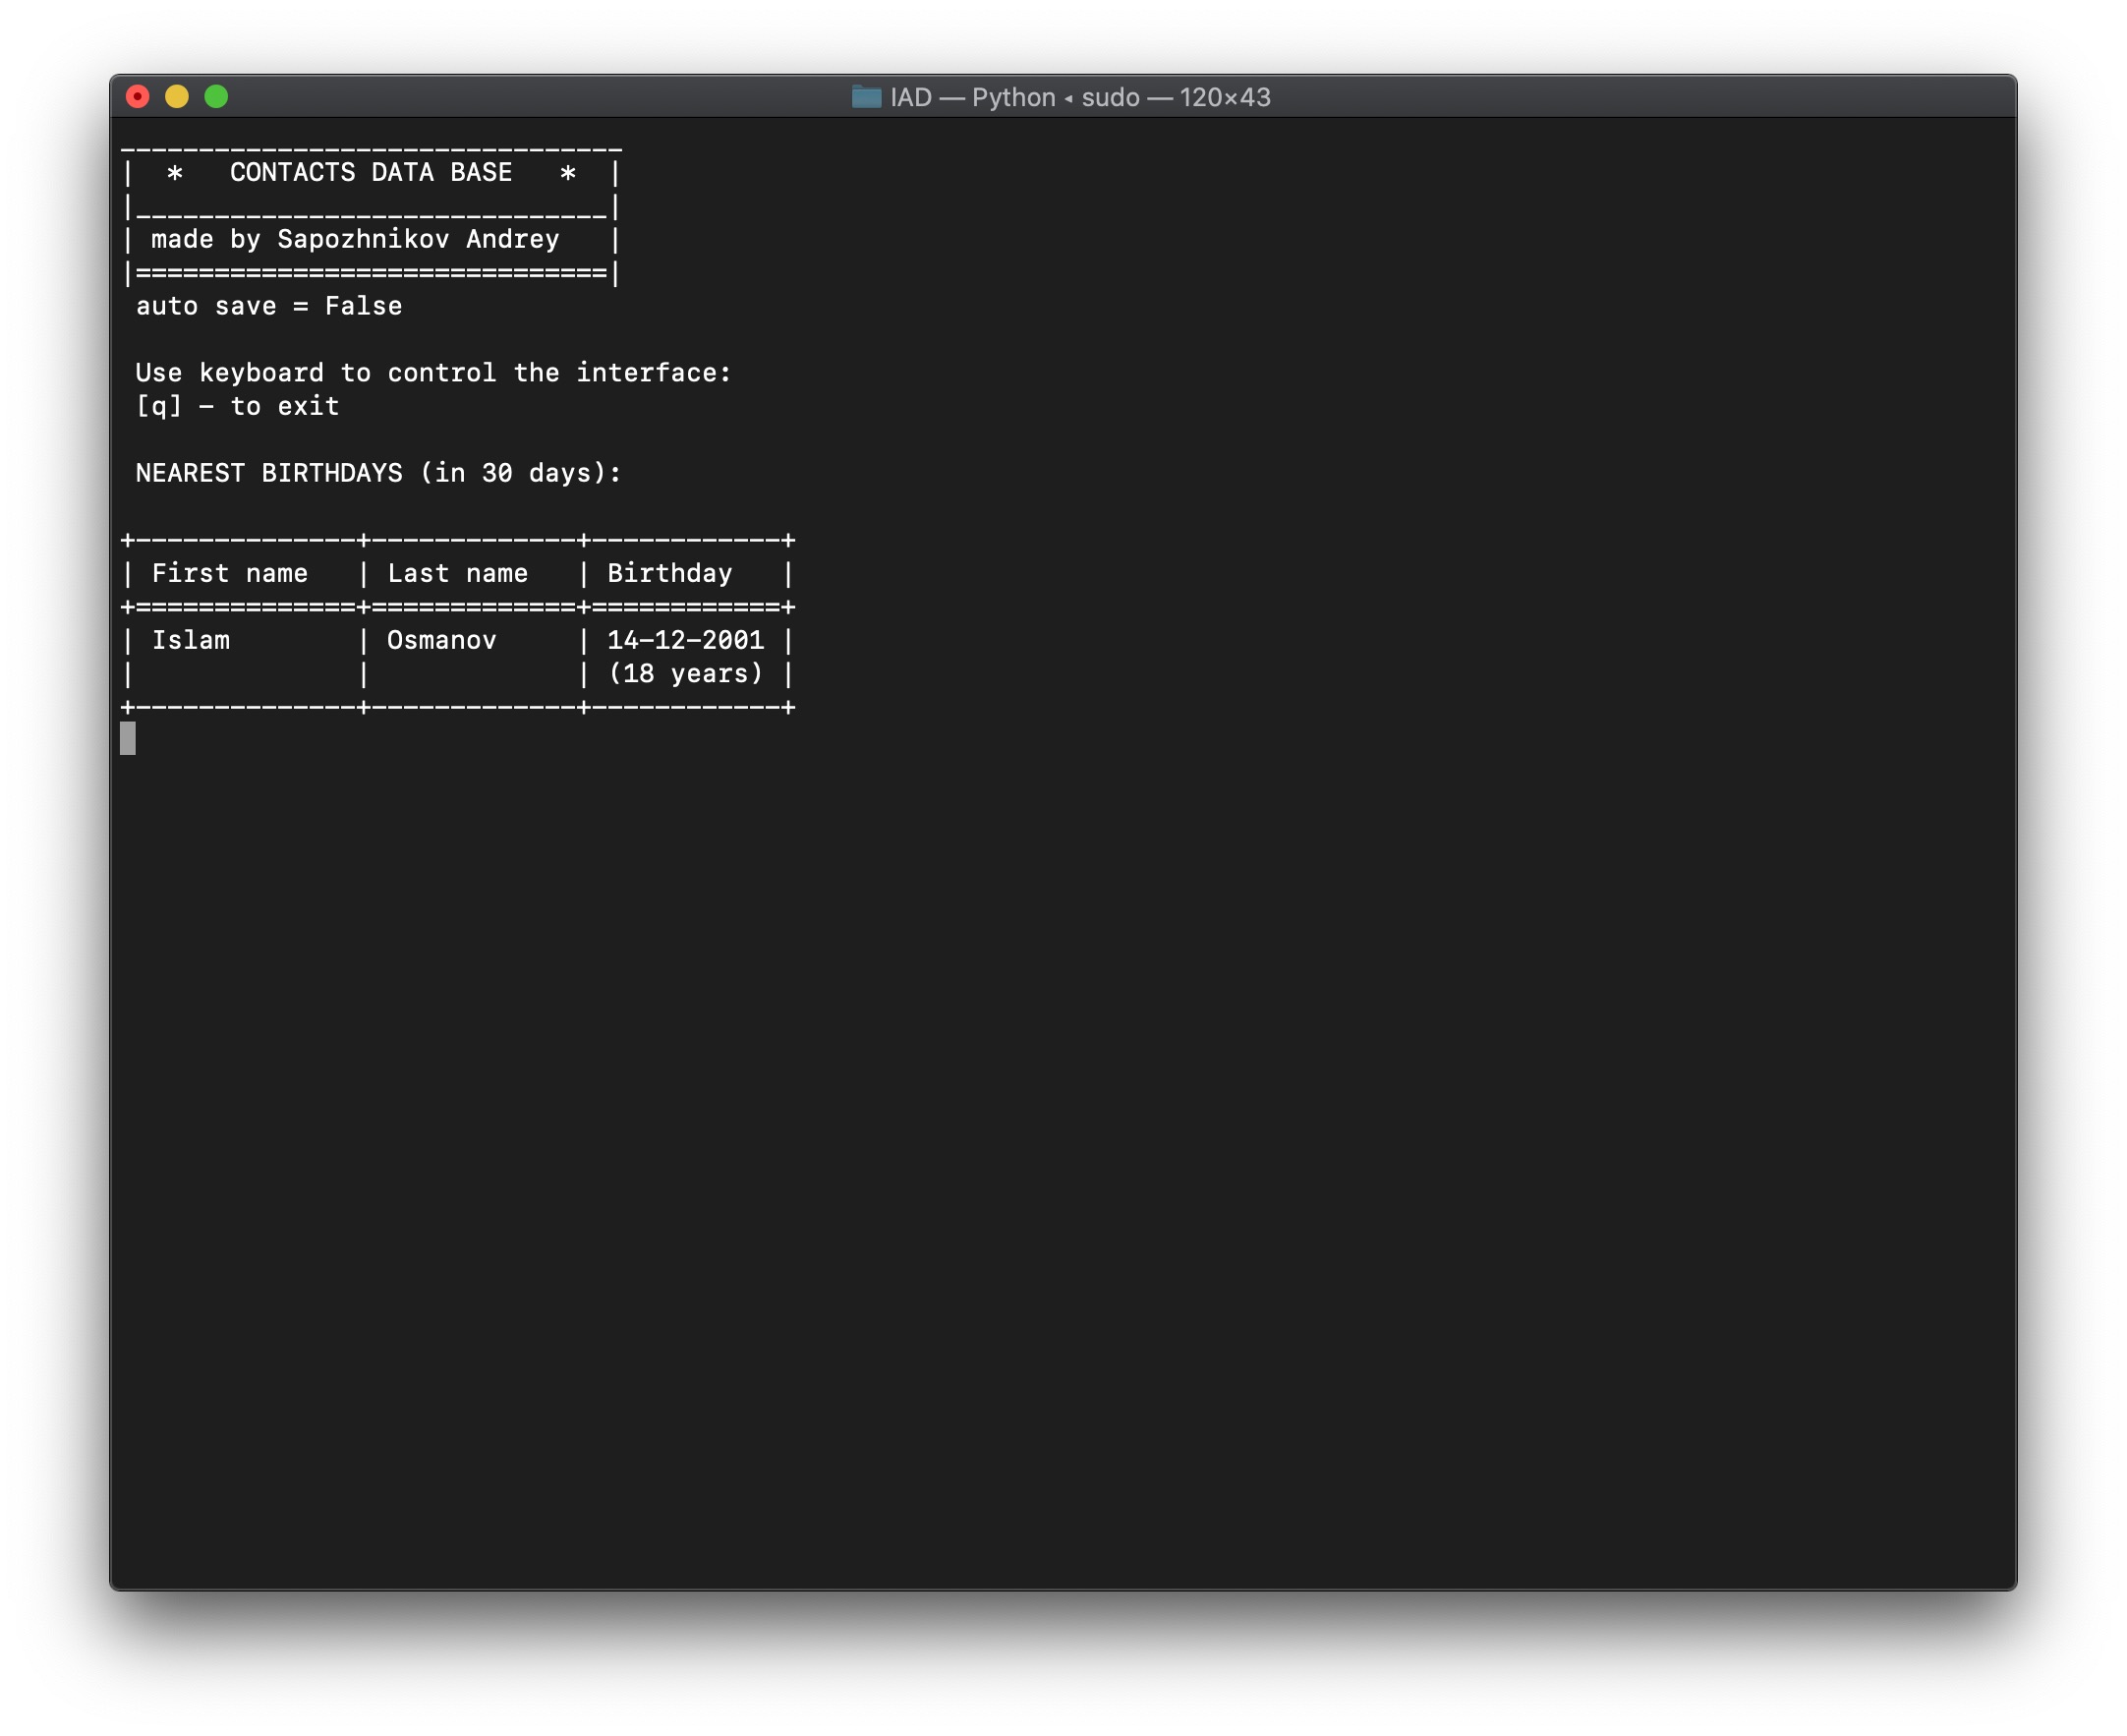 IAD — Python ◂ sudo — 120×43
________________________________
|  *   CONTACTS DATA BASE   *  |
|______________________________|
| made by Sapozhnikov Andrey   |
|==============================|
 auto save = False
 Use keyboard to control the interface:
 [q] - to exit
 NEAREST BIRTHDAYS (in 30 days):
+--------------+-------------+------------+
| First name   | Last name   | Birthday   |
+==============+=============+============+
| Islam        | Osmanov     | 14-12-2001 |
|              |             | (18 years) |
+--------------+-------------+------------+